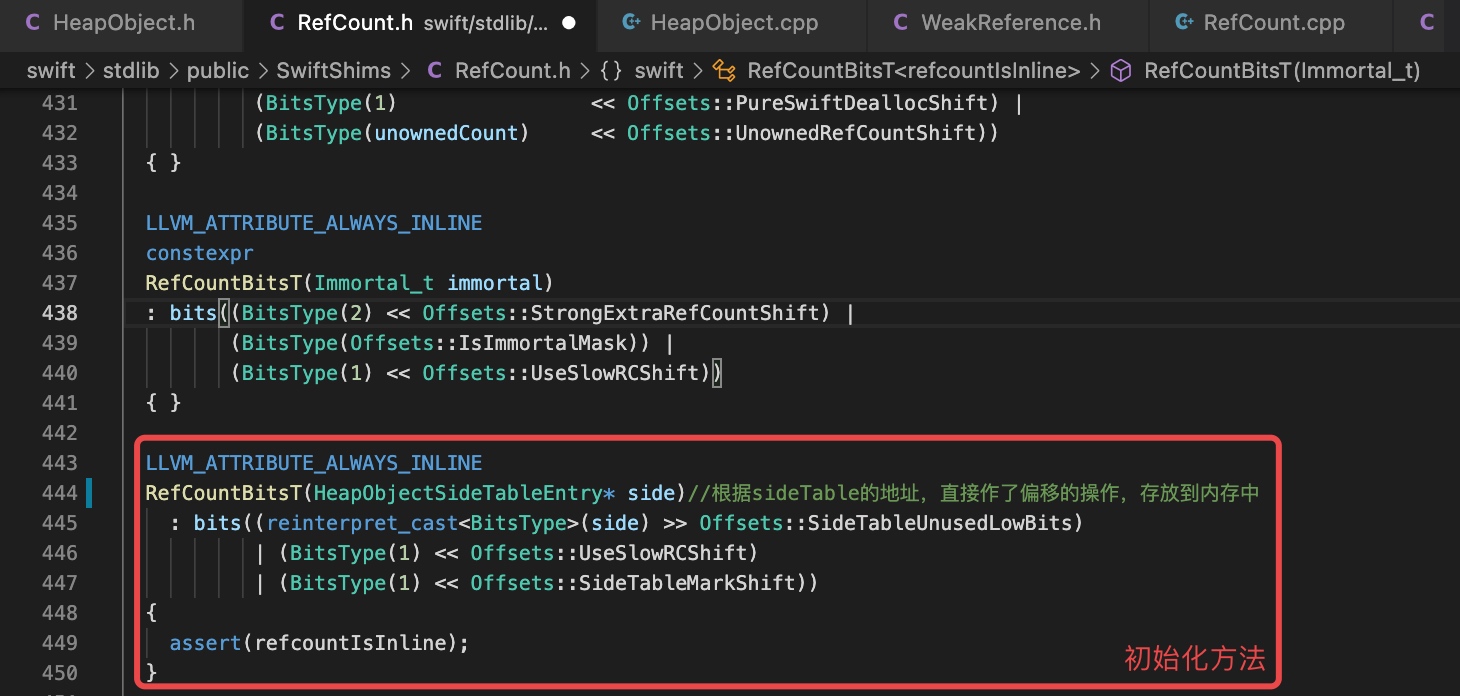 HeapObject.h RefCount.h swift/stdlib/... HeapObject.cpp WeakReference.h RefCount.cpp
swift > stdlib > public > SwiftShims > RefCount.h > {} swift > RefCountBitsT<refcountIsInline> > RefCountBitsT(Immortal_t)
431 (BitsType(1) << Offsets::PureSwiftDeallocShift) |
432 (BitsType(unownedCount) << Offsets::UnownedRefCountShift))
433 { }
434
435 LLVM_ATTRIBUTE_ALWAYS_INLINE
436 constexpr
437 RefCountBitsT(Immortal_t immortal)
438 : bits((BitsType(2) << Offsets::StrongExtraRefCountShift) |
439 (BitsType(Offsets::IsImmortalMask)) |
440 (BitsType(1) << Offsets::UseSlowRCShift))
441 { }
442
443 LLVM_ATTRIBUTE_ALWAYS_INLINE
444 RefCountBitsT(HeapObjectSideTableEntry* side)//根据sideTable的地址，直接作了偏移的操作，存放到内存中
445 : bits((reinterpret_cast<BitsType>(side) >> Offsets::SideTableUnusedLowBits)
446 | (BitsType(1) << Offsets::UseSlowRCShift)
447 | (BitsType(1) << Offsets::SideTableMarkShift))
448 {
449 assert(refcountIsInline);
450 }
初始化方法